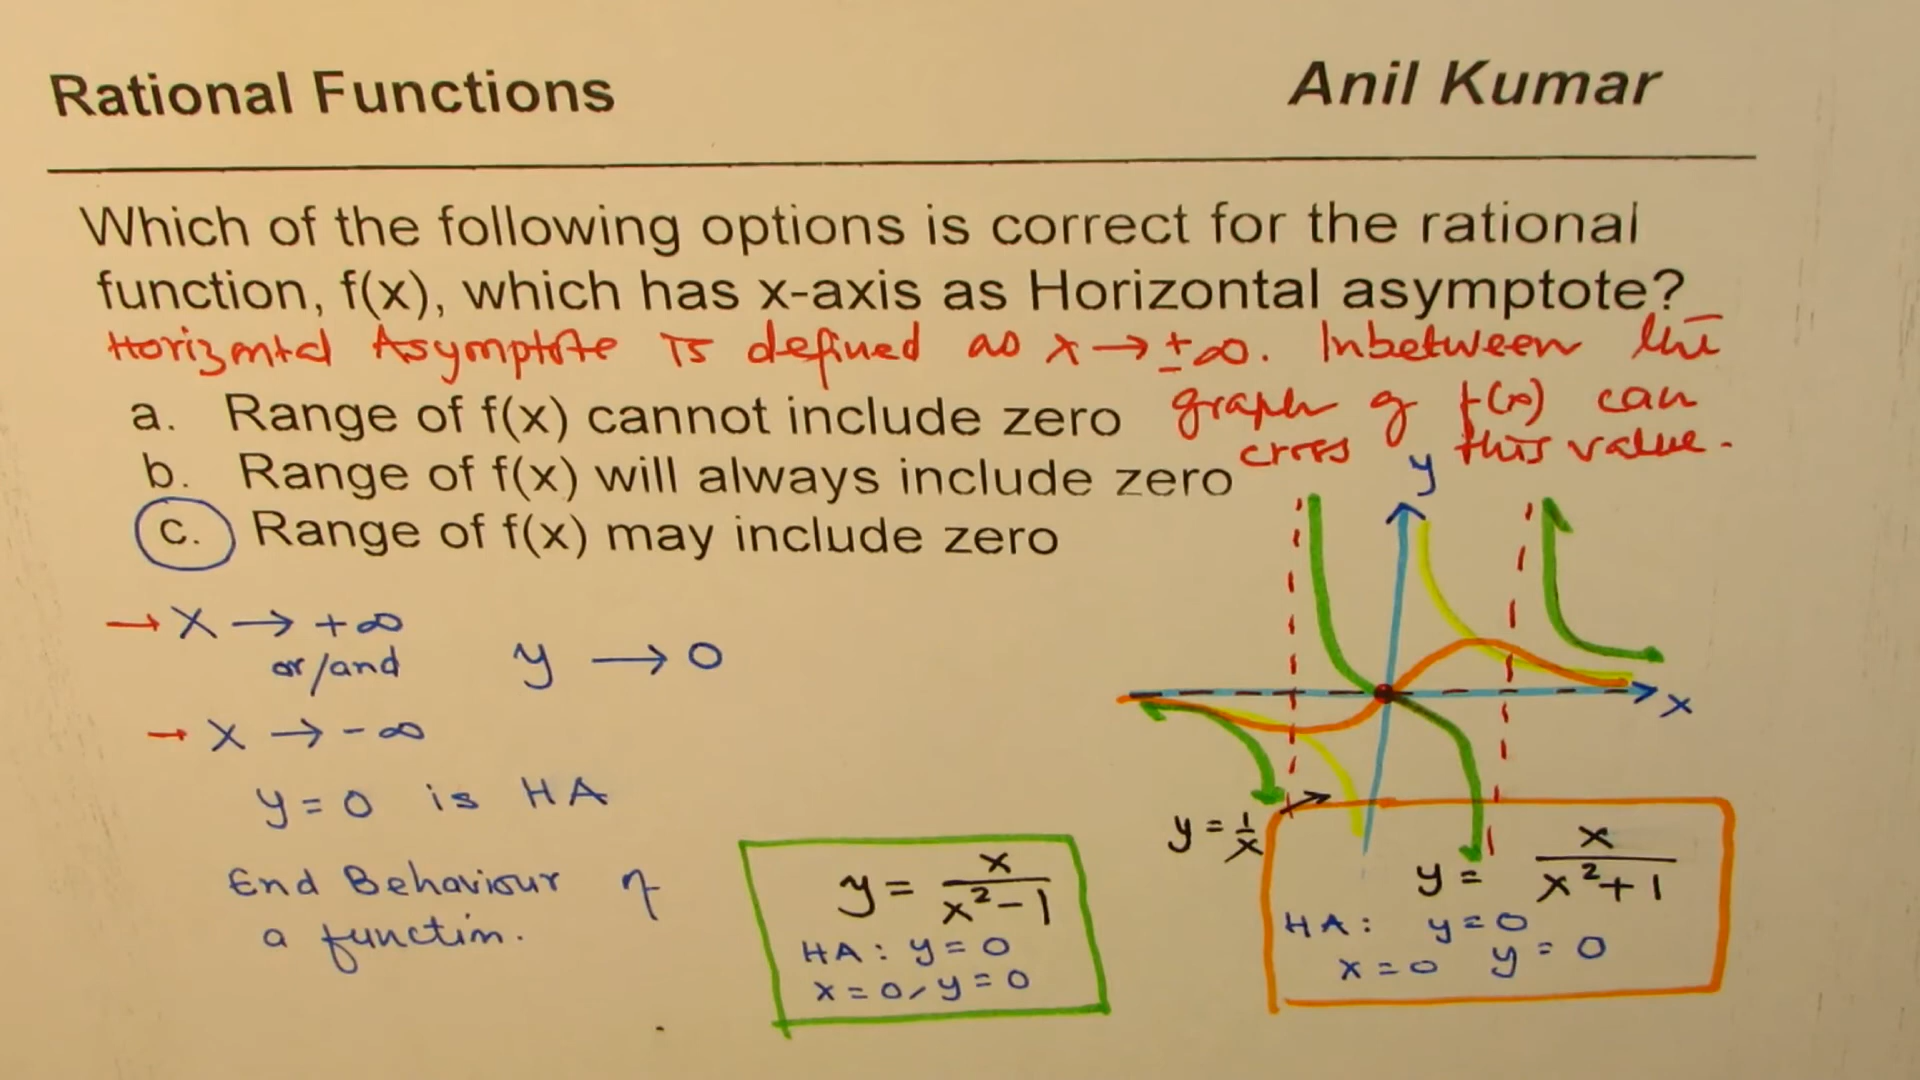 Rational Functions
Anil Kumar
Which of the following options is correct for the rational
function, f(x), which has x-axis as Horizontal asymptote?
Horizontal Asymptote is defined as x → ±∞. Inbetween the
graph of f(x) can
cross this value.
a. Range of f(x) cannot include zero
b. Range of f(x) will always include zero
c. Range of f(x) may include zero
→ x → +∞
or/and
y → 0
→ x → -∞
y = 0 is HA
End Behaviour of
a function.
y
x
y = 1/x
y = x/(x²-1)
HA: y = 0
x = 0, y = 0
y = x/(x²+1)
HA: y = 0
x = 0 y = 0